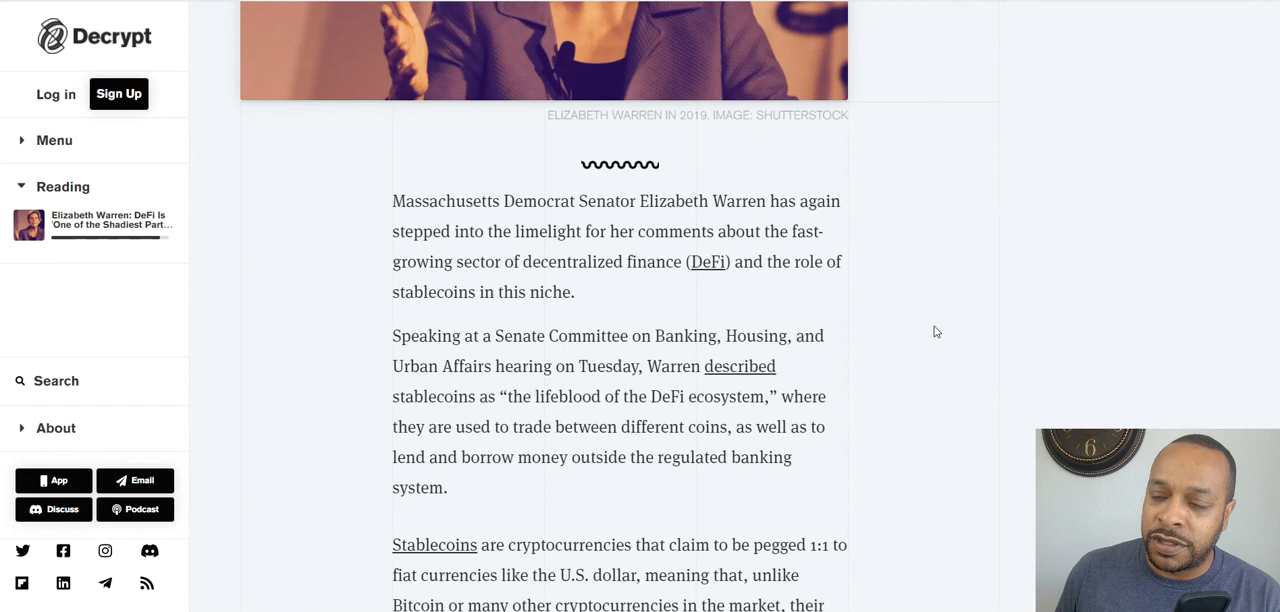 Decrypt
Log in
Sign Up
Menu
Reading
Elizabeth Warren: DeFi Is
'One of the Shadiest Part...
Search
About
App
Email
Discuss
Podcast
ELIZABETH WARREN IN 2019. IMAGE: SHUTTERSTOCK
Massachusetts Democrat Senator Elizabeth Warren has again
stepped into the limelight for her comments about the fast-
growing sector of decentralized finance (DeFi) and the role of
stablecoins in this niche.
Speaking at a Senate Committee on Banking, Housing, and
Urban Affairs hearing on Tuesday, Warren described
stablecoins as “the lifeblood of the DeFi ecosystem,” where
they are used to trade between different coins, as well as to
lend and borrow money outside the regulated banking
system.
Stablecoins are cryptocurrencies that claim to be pegged 1:1 to
fiat currencies like the U.S. dollar, meaning that, unlike
Bitcoin or many other cryptocurrencies in the market, their
6